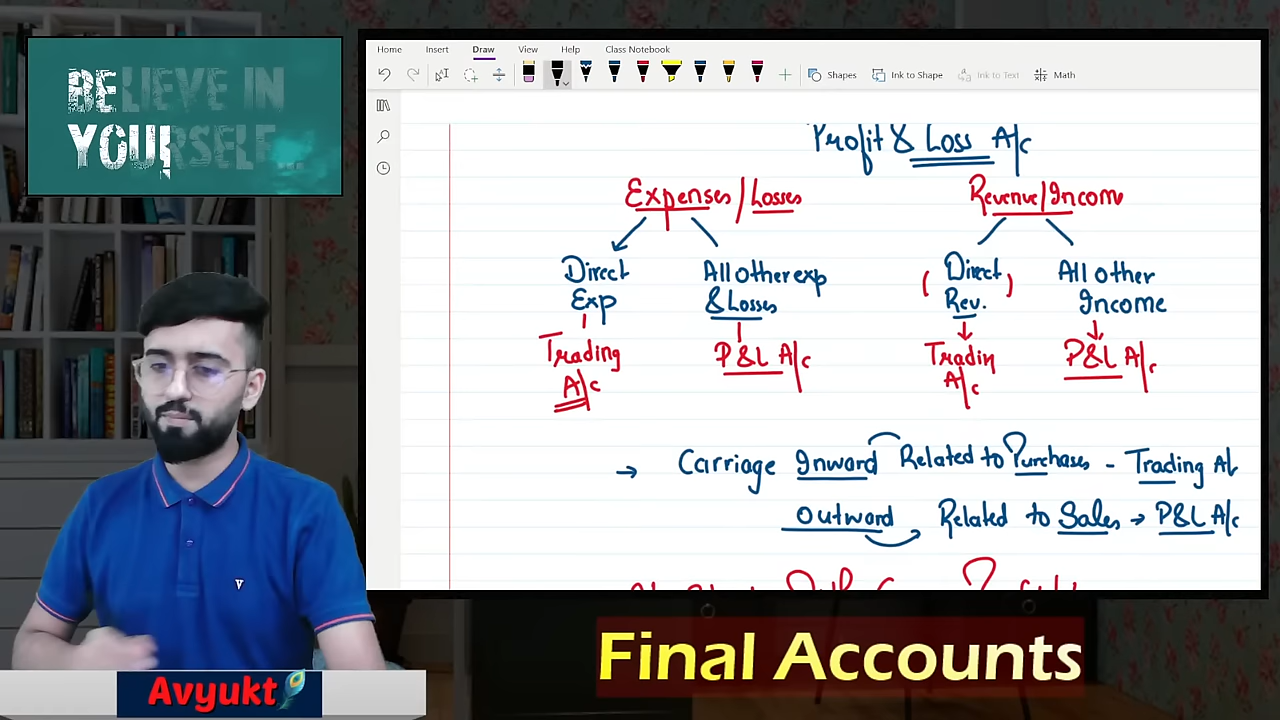 BELIEVE IN
YOURSELF...
Home Insert Draw View Help Class Notebook
Shapes Ink to Shape Ink to Text Math
Profit & Loss A/c
Expenses/Losses Revenue/Income
Direct All other exp Direct All other
Exp & Losses ( Rev. ) Income
Trading P&L A/c Tradin P&L A/c
A/c A/c
→ Carriage Inward Related to Purchases - Trading A/c
Outward Related to Sales → P&L A/c
Final Accounts
Avyukt